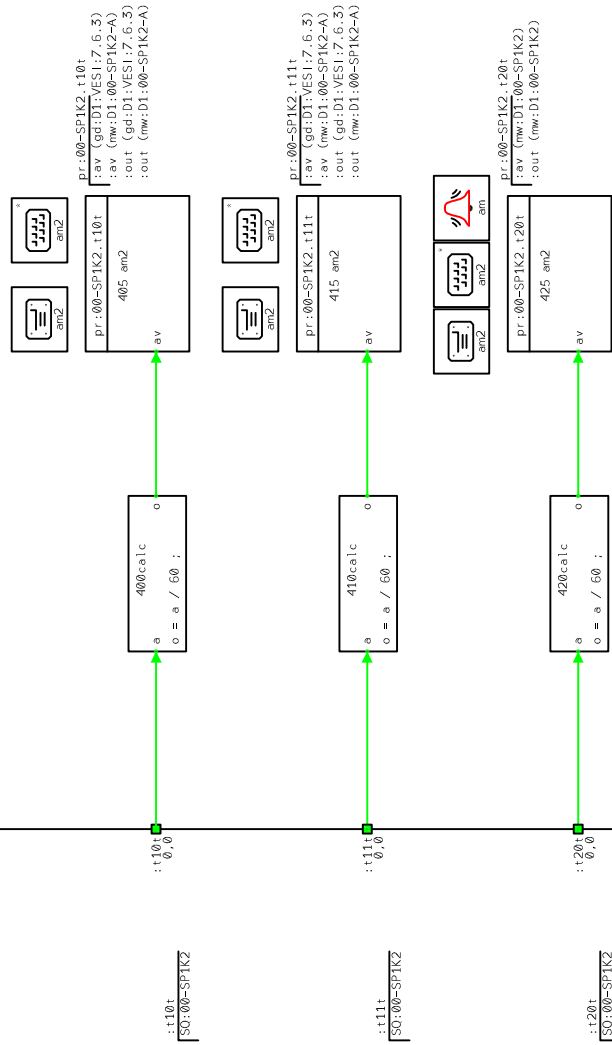 :t10t
SQ:00-SP1K2
:t10t
0,0
a
400calc
o
o = a / 60 ;
pr:00-SP1K2.t10t
405 am2
av
am2
*
am2
pr:00-SP1K2.t10t
:av (gd:D1:VESI:7.6.3)
:av (mw:D1:00-SP1K2-A)
:out (gd:D1:VESI:7.6.3)
:out (mw:D1:00-SP1K2-A)
:t11t
SQ:00-SP1K2
:t11t
0,0
a
410calc
o
o = a / 60 ;
pr:00-SP1K2.t11t
415 am2
av
am2
*
am2
pr:00-SP1K2.t11t
:av (gd:D1:VESI:7.6.3)
:av (mw:D1:00-SP1K2-A)
:out (gd:D1:VESI:7.6.3)
:out (mw:D1:00-SP1K2-A)
:t20t
SQ:00-SP1K2
:t20t
0,0
a
420calc
o
o = a / 60 ;
pr:00-SP1K2.t20t
425 am2
av
am2
*
am2
am
pr:00-SP1K2.t20t
:av (mw:D1:00-SP1K2)
:out (mw:D1:00-SP1K2)